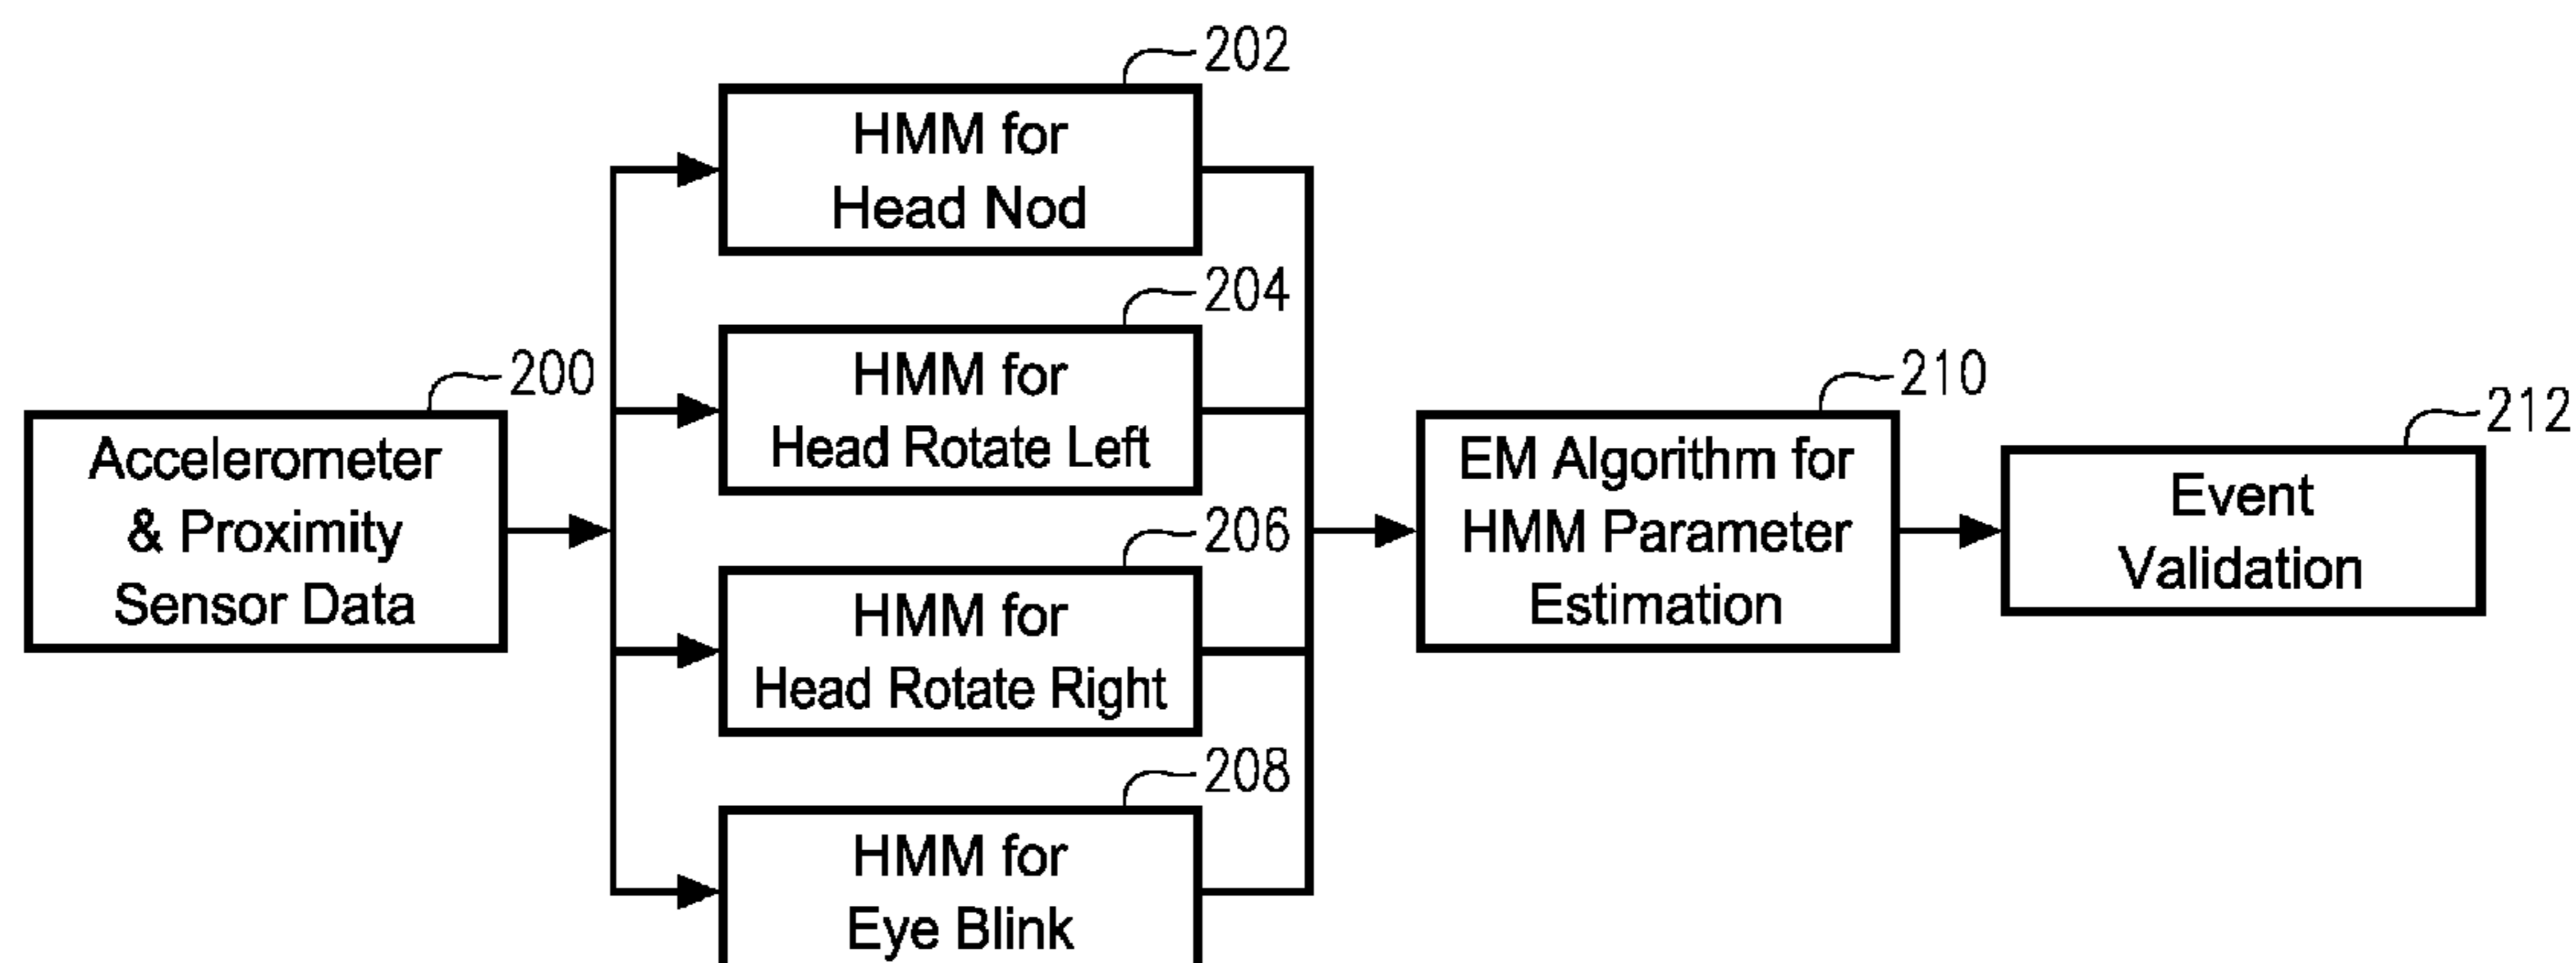 202
HMM for
Head Nod
204
HMM for
Head Rotate Left
200
Accelerometer
& Proximity
Sensor Data
206
HMM for
Head Rotate Right
208
HMM for
Eye Blink
210
EM Algorithm for
HMM Parameter
Estimation
212
Event
Validation